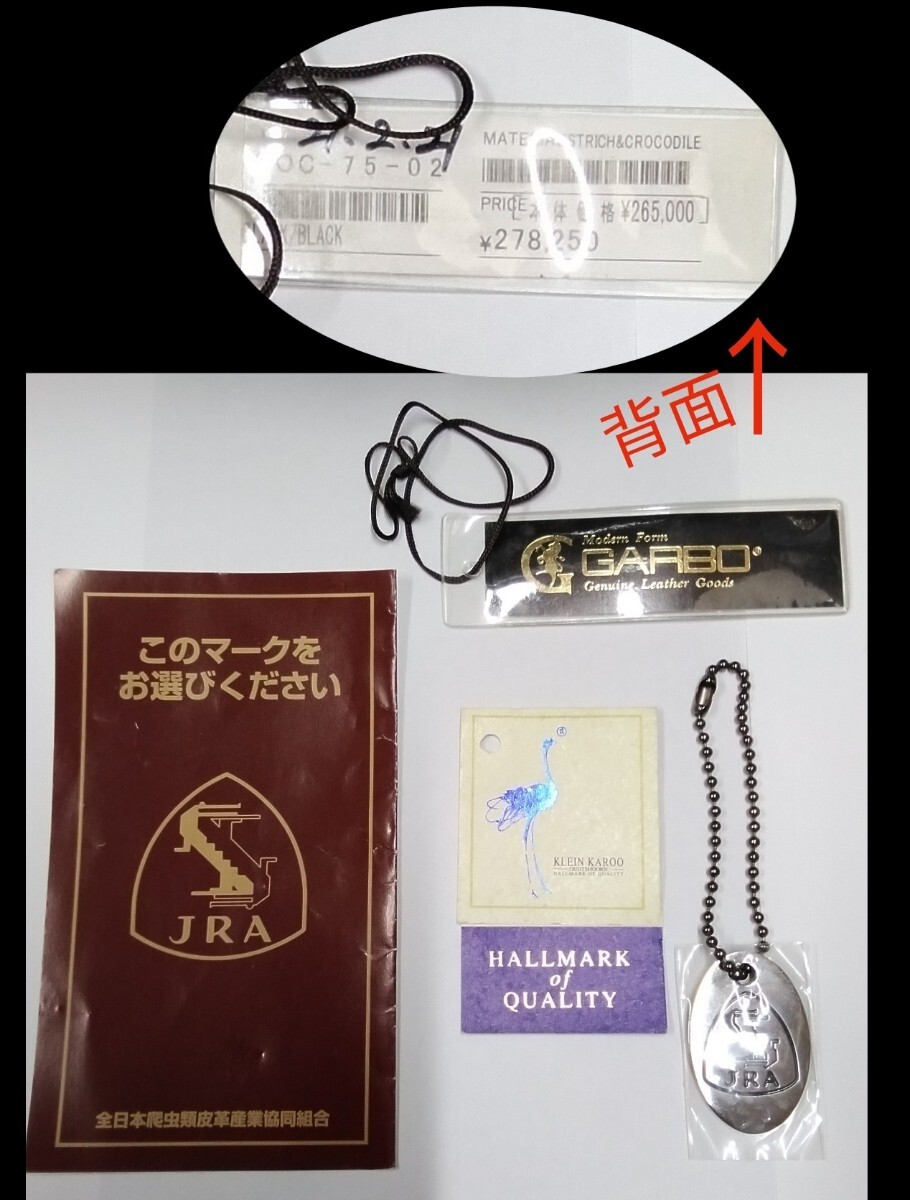 MATE
STRICH&CROCODILE
OC-75-02
PRICE
本体価格 ¥265,000
¥278,250
/BLACK
背面
Modern Form
GARBO
Genuine Leather Goods
このマークを
お選びください
JRA
全日本爬虫類皮革産業協同組合
KLEIN KAROO
HALLMARK OF QUALITY
HALLMARK
of
QUALITY
JRA